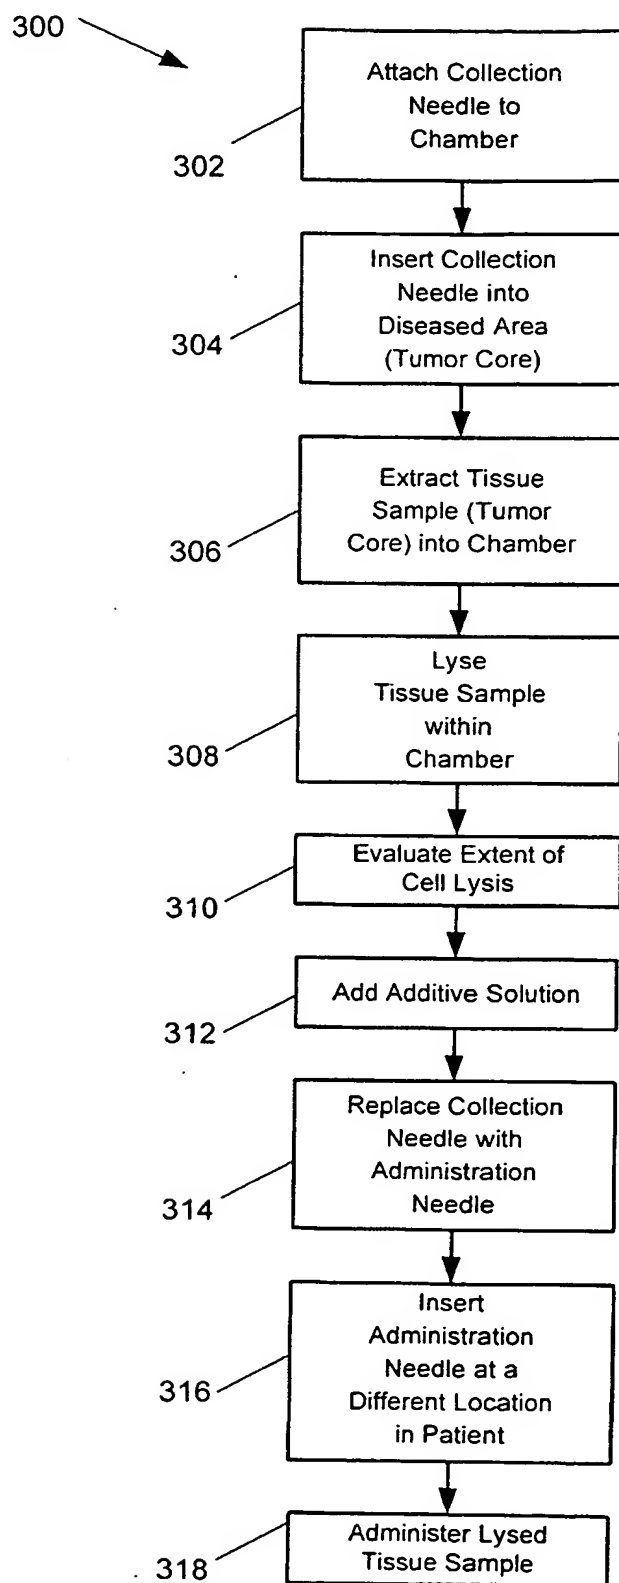 300
Attach Collection
Needle to
Chamber
302
Insert Collection
Needle into
Diseased Area
(Tumor Core)
304
Extract Tissue
Sample (Tumor
Core) into Chamber
306
Lyse
Tissue Sample
within
Chamber
308
Evaluate Extent of
Cell Lysis
310
Add Additive Solution
312
Replace Collection
Needle with
Administration
Needle
314
Insert
Administration
Needle at a
Different Location
in Patient
316
Administer Lysed
Tissue Sample
318